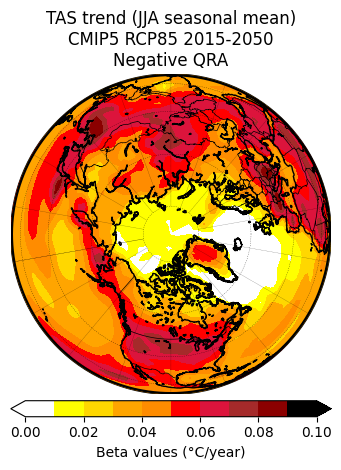 TAS trend (JJA seasonal mean)
CMIP5 RCP85 2015-2050
Negative QRA
0.00 0.02 0.04 0.06 0.08 0.10
Beta values (°C/year)